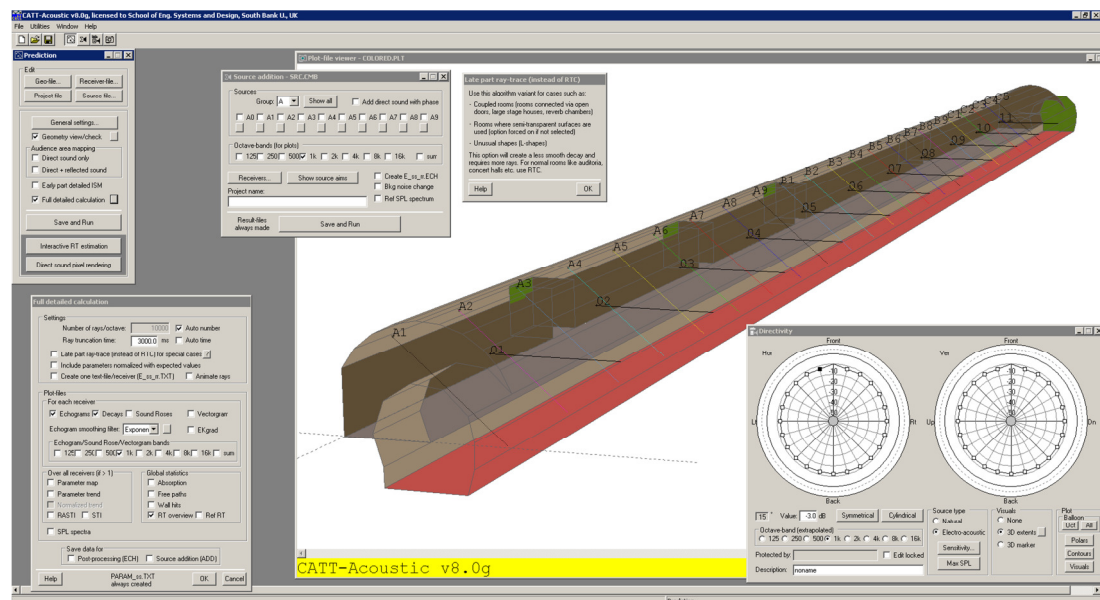 CATT-Acoustic v8.0g, licensed to School of Eng. Systems and Design, South Bank U., UK
File Utilities Window Help
Prediction
Edit
Geo-file... Receiver-file...
Project file Source file...
General settings...
Geometry view/check
Audience area mapping
Direct sound only
Direct + reflected sound
Early part detailed ISM
Full detailed calculation
Save and Run
Interactive RT estimation
Direct sound pixel rendering
Source addition - SRC.CMB
Sources
Group: A Show all Add direct sound with phase
A0 A1 A2 A3 A4 A5 A6 A7 A8 A9
Octave-bands (for plots)
125 250 500 1k 2k 4k 8k 16k sum
Receivers... Show source aims Create E_ss_rr.ECH
Bkg noise change
Project name: Ref SPL spectrum
Result-files
always made
Save and Run
Plot-file viewer - COLORED.PLT
Late part ray-trace (instead of RTC)
Use this algorithm variant for cases such as:
- Coupled rooms (rooms connected via open
doors, large stage houses, reverb chambers)
- Rooms where semi-transparent surfaces are
used (option forced on if not selected)
- Unusual shapes (L-shapes)
This option will create a less smooth decay and
requires more rays. For normal rooms like auditoria,
concert halls etc. use RTC.
Help OK
A1 A2 A3 A4 A5 A6 A7 A8 A9 B1 B2 B3 B4 B5 B6 B7 B8 B9 C1 C2 C3 C4
01 02 03 04 05 06 07 08 09 10 11
CATT-Acoustic v8.0g
Full detailed calculation
Settings
Number of rays/octave: 10000 Auto number
Ray truncation time: 3000.0 ms Auto time
Late part ray-trace (instead of RTC) for special cases ?
Include parameters normalized with expected values
Create one text-file/receiver (E_ss_rr.TXT) Animate rays
Plot-files
For each receiver
Echograms Decays Sound Roses Vectorgram
Echogram smoothing filter: Exponen EKgrad
Echogram/Sound Rose/Vectorgram bands
125 250 500 1k 2k 4k 8k 16k sum
Over all receivers (if > 1)
Parameter map
Parameter trend
Normalized trend
RASTI STI
Global statistics
Absorption
Free paths
Wall hits
RT overview Ref RT
SPL spectra
Save data for
Post-processing (ECH) Source addition (ADD)
Help PARAM_ss.TXT
always created OK Cancel
Directivity
Hor Front Ver Front
-10 -10
-20 -20
-30 -30
-40 -40
Lt Rt Up Dn
Back Back
15 ° Value: -3.0 dB Symmetrical Cylindrical
Octave-band (extrapolated)
125 250 500 1k 2k 4k 8k 16k
Protected by: Edit locked
Description: noname
Source type
Natural
Electro-acoustic
Sensitivity...
Max SPL
Visuals
None
3D extents
3D marker
Plot
Balloon
Uct All
Polars
Contours
Visuals